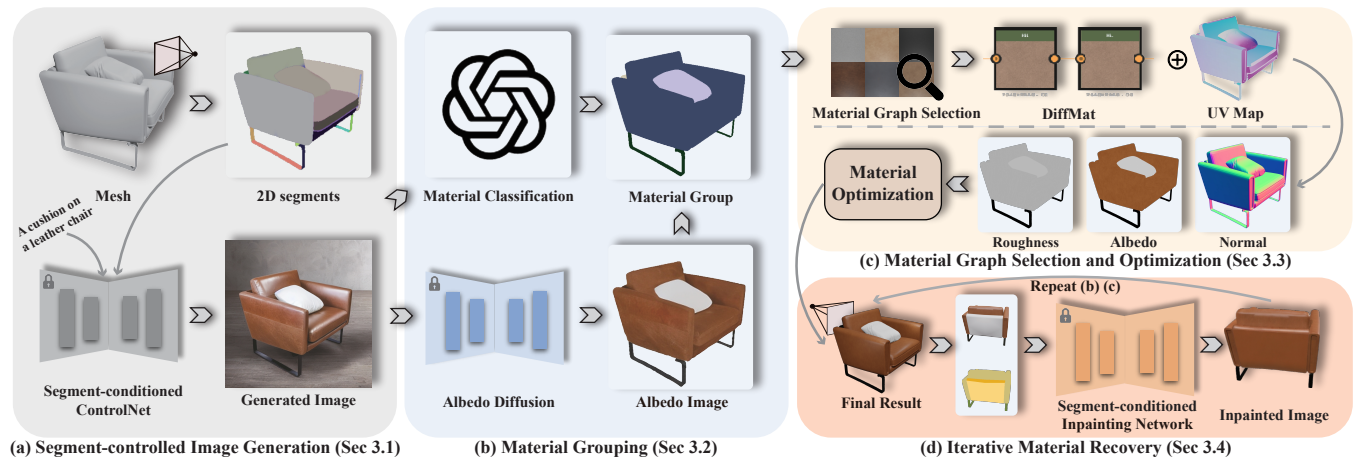 Mesh
2D segments
A cushion on
a leather chair
Segment-conditioned
ControlNet
Generated Image
(a) Segment-controlled Image Generation (Sec 3.1)
Material Classification
Material Group
Albedo Diffusion
Albedo Image
(b) Material Grouping (Sec 3.2)
Material Graph Selection
DiffMat
UV Map
Material
Optimization
Roughness
Albedo
Normal
(c) Material Graph Selection and Optimization (Sec 3.3)
Repeat (b) (c)
Final Result
Segment-conditioned
Inpainting Network
Inpainted Image
(d) Iterative Material Recovery (Sec 3.4)